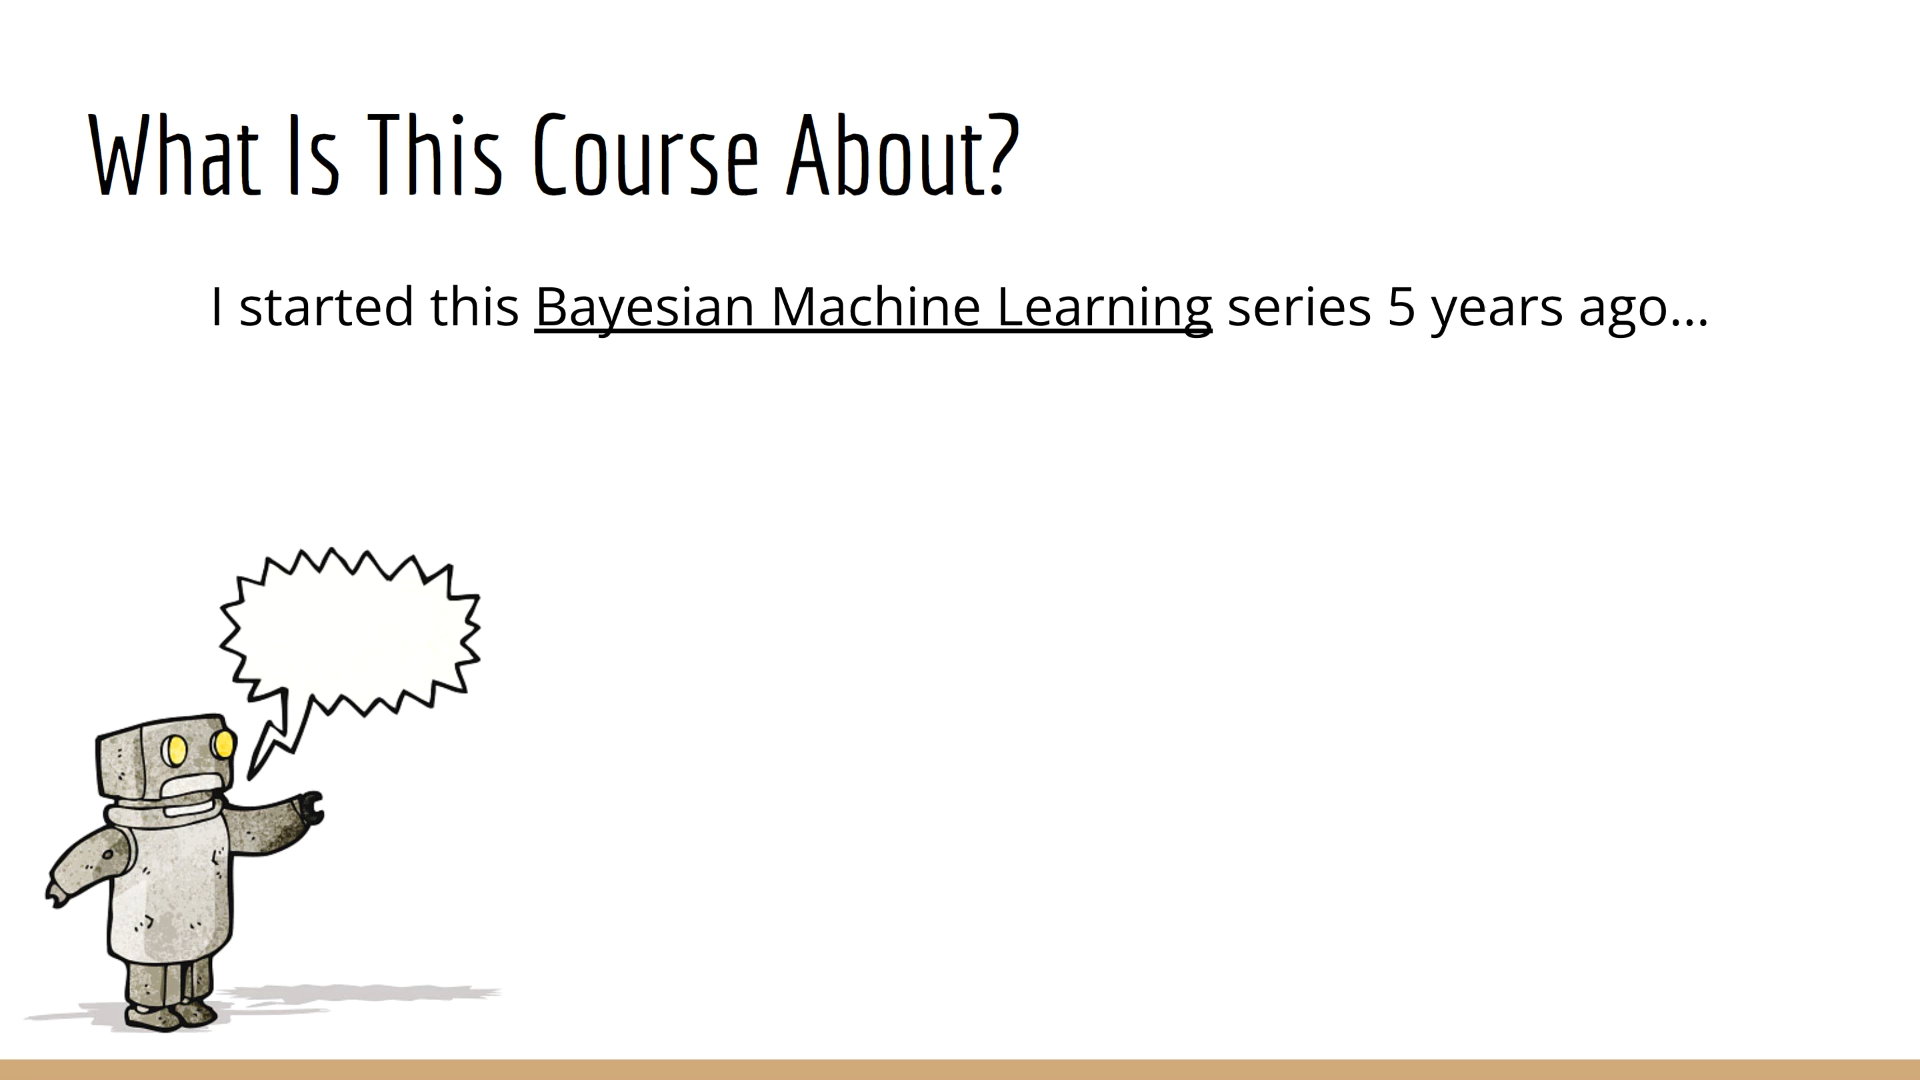 What Is This Course About?
I started this Bayesian Machine Learning series 5 years ago...